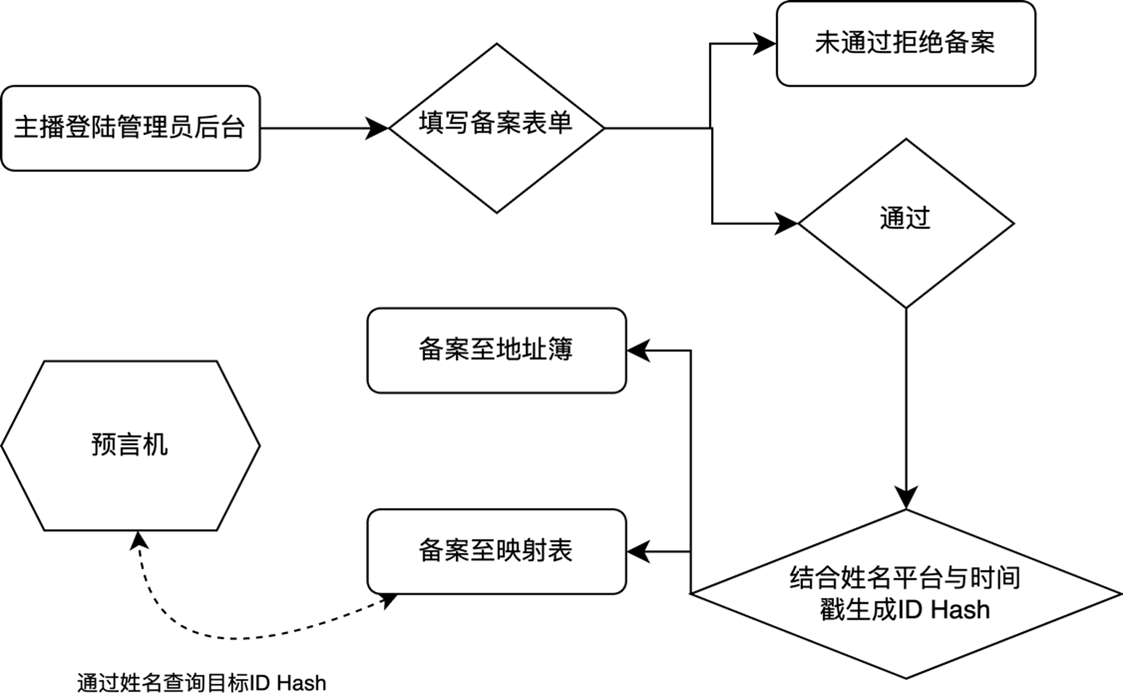 未通过拒绝备案
主播登陆管理员后台
填写备案表单
通过
备案至地址簿
预言机
备案至映射表
结合姓名平台与时间
戳生成ID Hash
通过姓名查询目标ID Hash